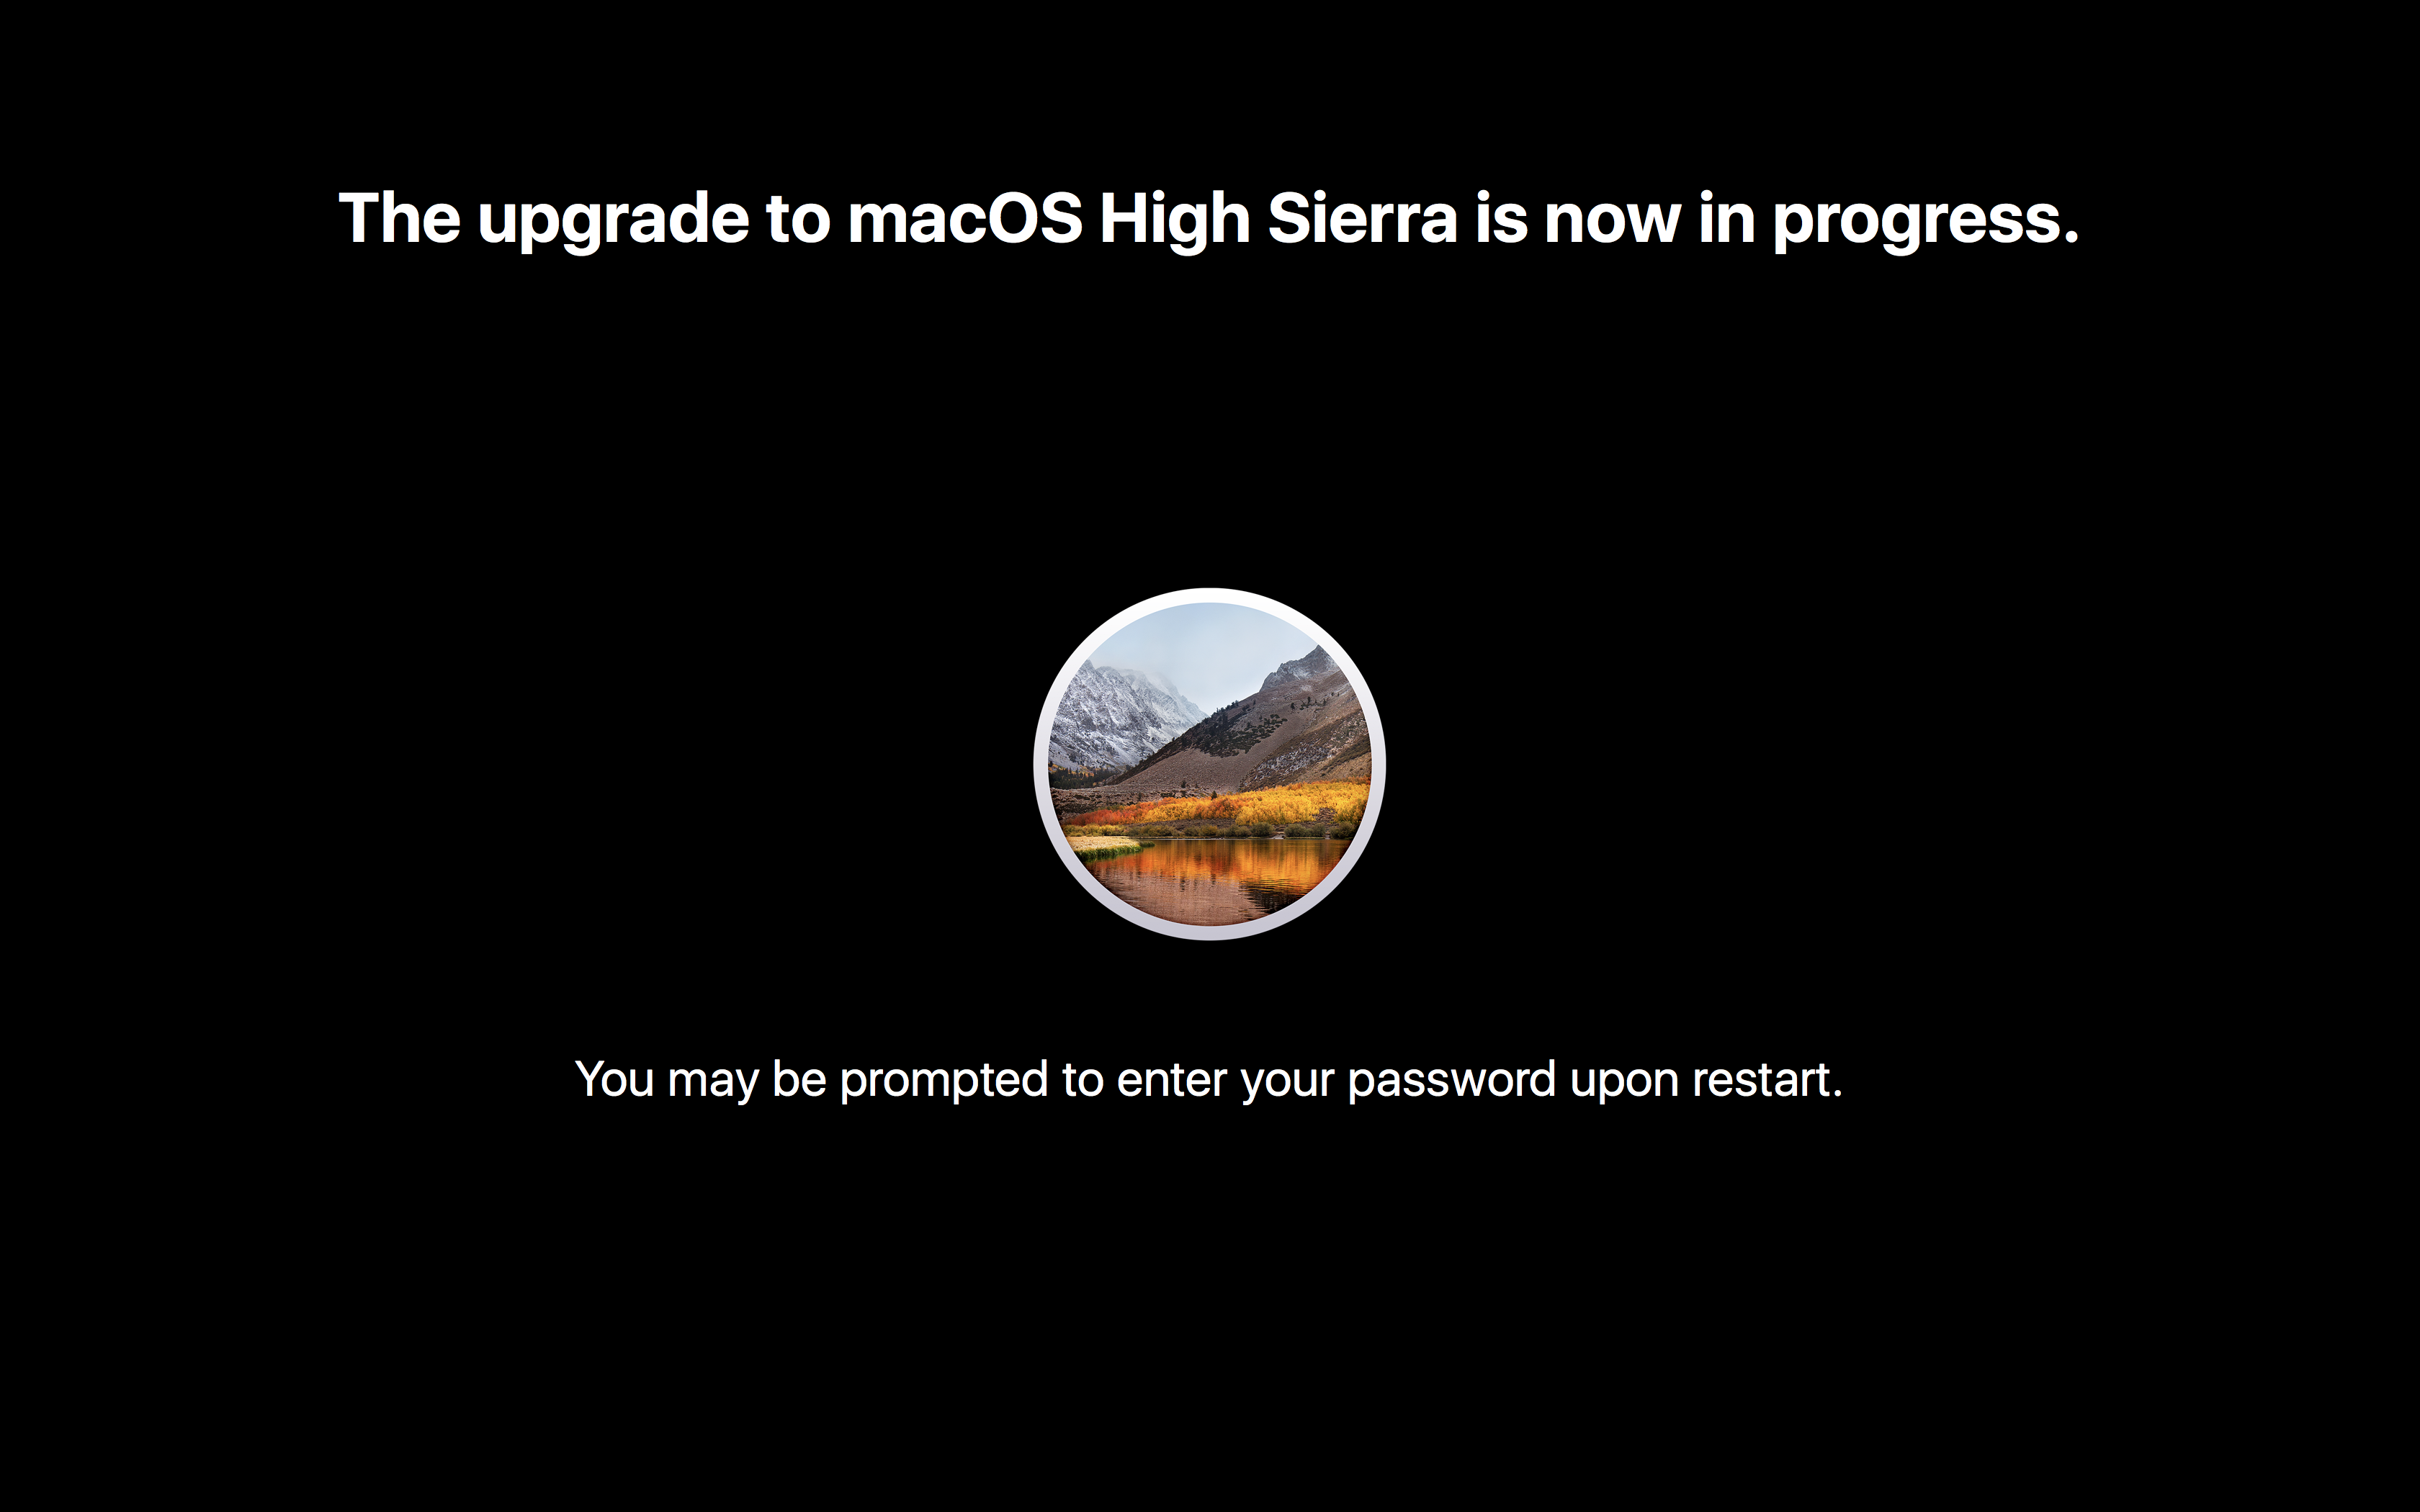 The upgrade to macOS High Sierra is now in progress.
You may be prompted to enter your password upon restart.